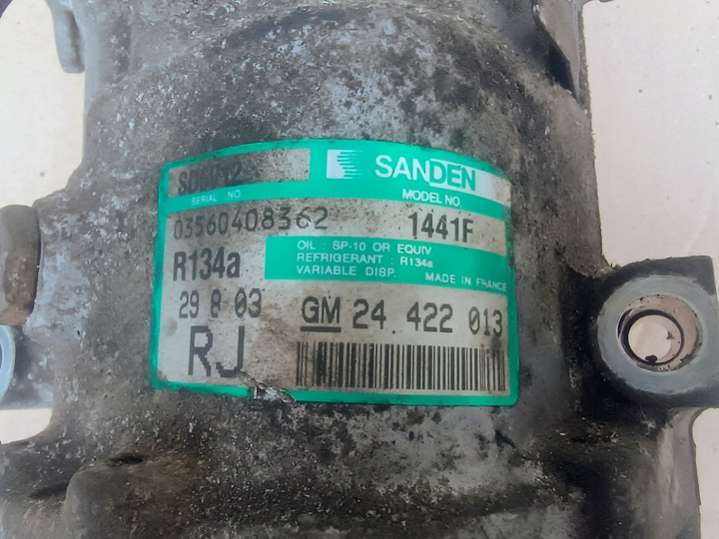 SD6V12
SANDEN
SERIAL NO.
MODEL NO.
03560408362
1441F
R134a
OIL : SP-10 OR EQUIV
REFRIGERANT : R134a
VARIABLE DISP. MADE IN FRANCE
29 8 03
GM 24 422 013
RJ